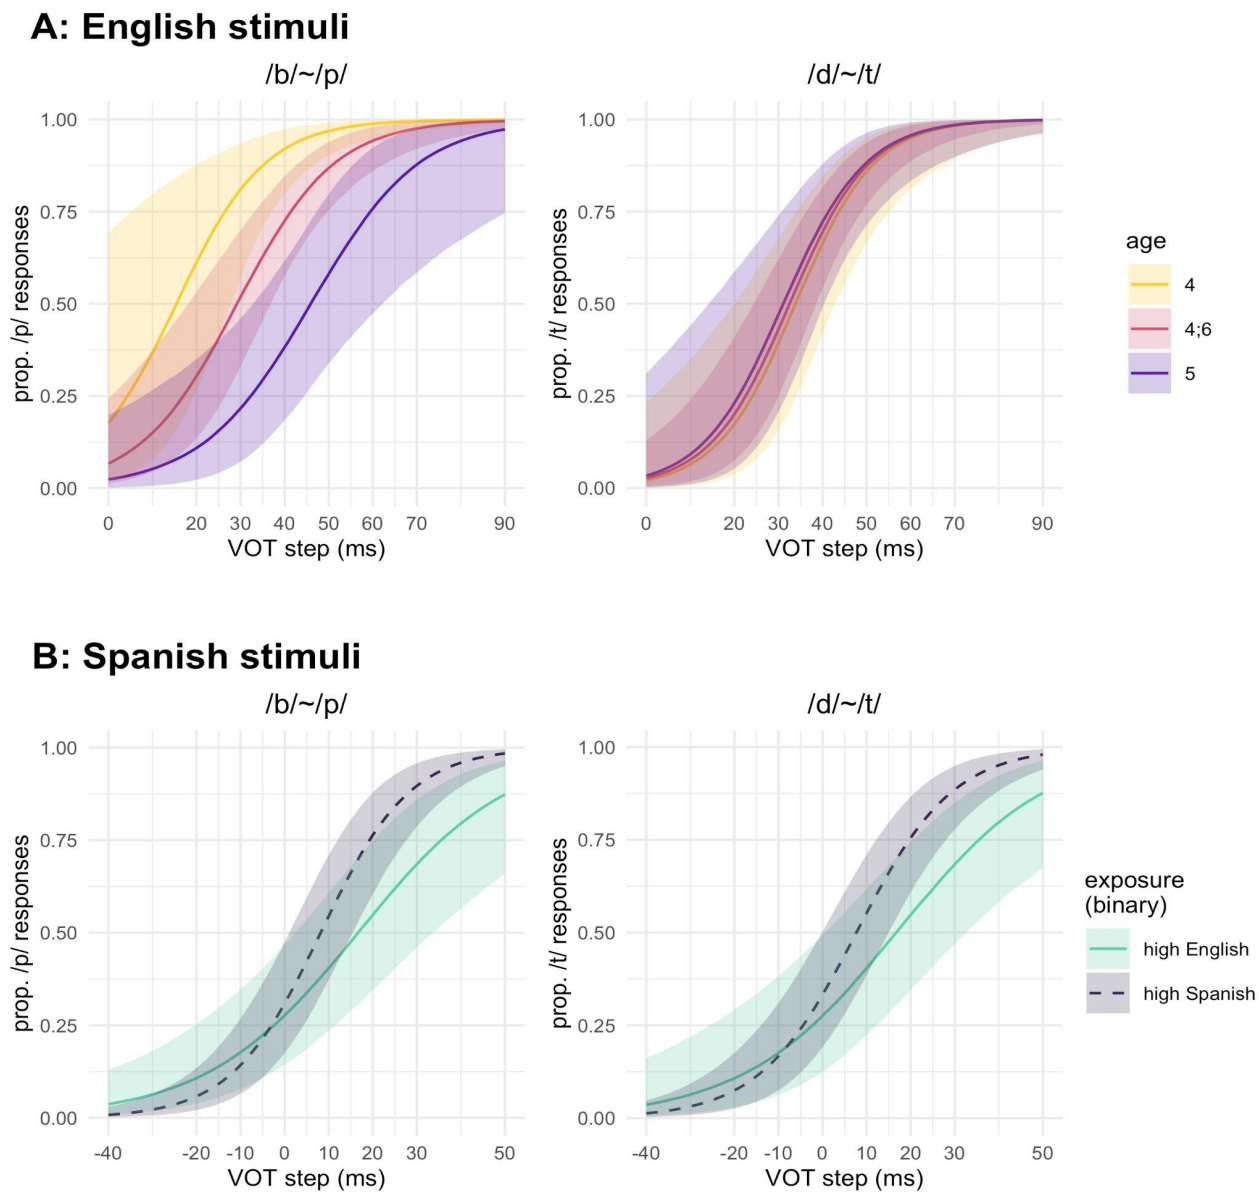 A: English stimuli
/b/~/p/
/d/~/t/
prop. /p/ responses
1.00
0.75
0.50
0.25
0.00
0 20 30 40 50 60 70 90
VOT step (ms)
prop. /t/ responses
1.00
0.75
0.50
0.25
0.00
0 20 30 40 50 60 70 90
VOT step (ms)
age
4
4;6
5
B: Spanish stimuli
/b/~/p/
/d/~/t/
prop. /p/ responses
1.00
0.75
0.50
0.25
0.00
-40 -20 -10 0 10 20 30 50
VOT step (ms)
prop. /t/ responses
1.00
0.75
0.50
0.25
0.00
-40 -20 -10 0 10 20 30 50
VOT step (ms)
exposure
(binary)
high English
high Spanish